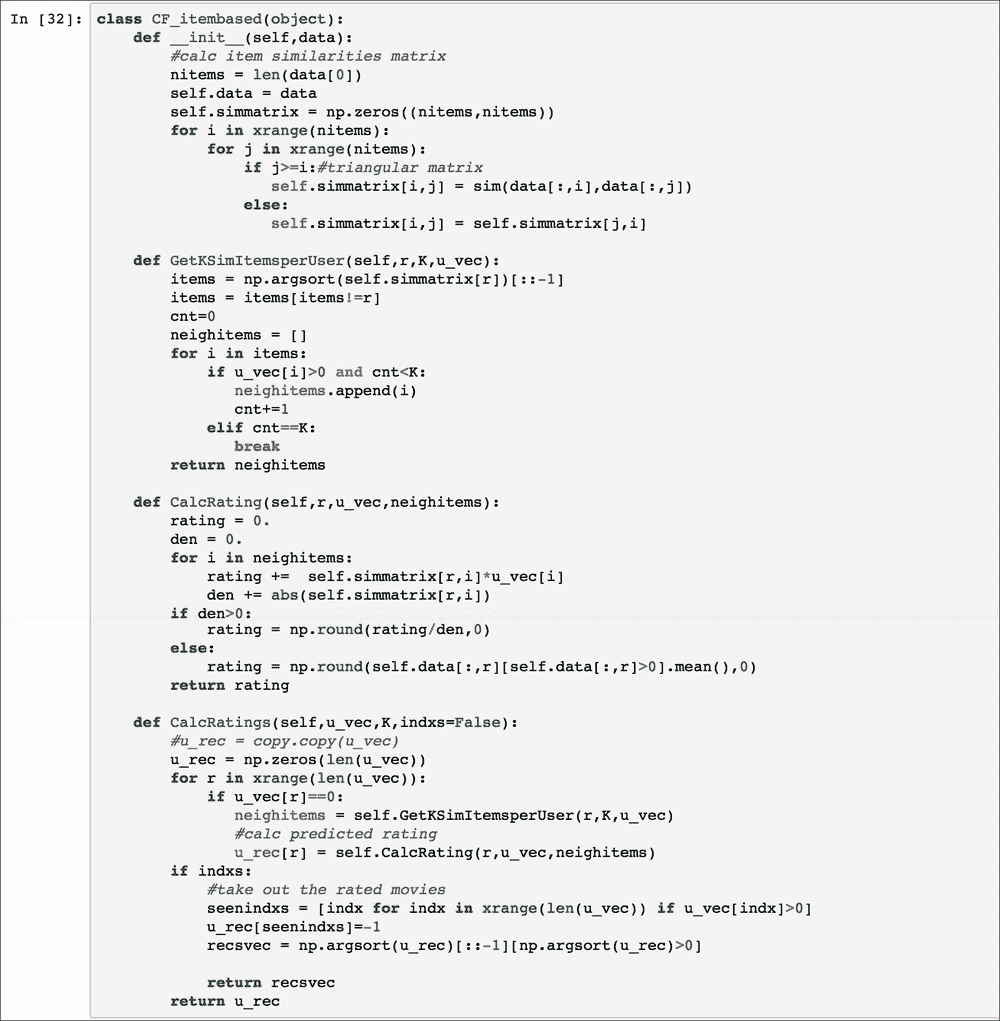 In [32]: class CF_itembased(object):
    def __init__(self,data):
        #calc item similarities matrix
        nitems = len(data[0])
        self.data = data
        self.simmatrix = np.zeros((nitems,nitems))
        for i in xrange(nitems):
            for j in xrange(nitems):
                if j>=i:#triangular matrix
                   self.simmatrix[i,j] = sim(data[:,i],data[:,j])
                else:
                   self.simmatrix[i,j] = self.simmatrix[j,i]

    def GetKSimItemsperUser(self,r,K,u_vec):
        items = np.argsort(self.simmatrix[r])[::-1]
        items = items[items!=r]
        cnt=0
        neighitems = []
        for i in items:
            if u_vec[i]>0 and cnt<K:
               neighitems.append(i)
               cnt+=1
            elif cnt==K:
               break
        return neighitems

    def CalcRating(self,r,u_vec,neighitems):
        rating = 0.
        den = 0.
        for i in neighitems:
            rating +=  self.simmatrix[r,i]*u_vec[i]
            den += abs(self.simmatrix[r,i])
        if den>0:
            rating = np.round(rating/den,0)
        else:
            rating = np.round(self.data[:,r][self.data[:,r]>0].mean(),0)
        return rating

    def CalcRatings(self,u_vec,K,indxs=False):
        #u_rec = copy.copy(u_vec)
        u_rec = np.zeros(len(u_vec))
        for r in xrange(len(u_vec)):
            if u_vec[r]==0:
               neighitems = self.GetKSimItemsperUser(r,K,u_vec)
               #calc predicted rating
               u_rec[r] = self.CalcRating(r,u_vec,neighitems)
        if indxs:
            #take out the rated movies
            seenindxs = [indx for indx in xrange(len(u_vec)) if u_vec[indx]>0]
            u_rec[seenindxs]=-1
            recsvec = np.argsort(u_rec)[::-1][np.argsort(u_rec)>0]

            return recsvec
        return u_rec